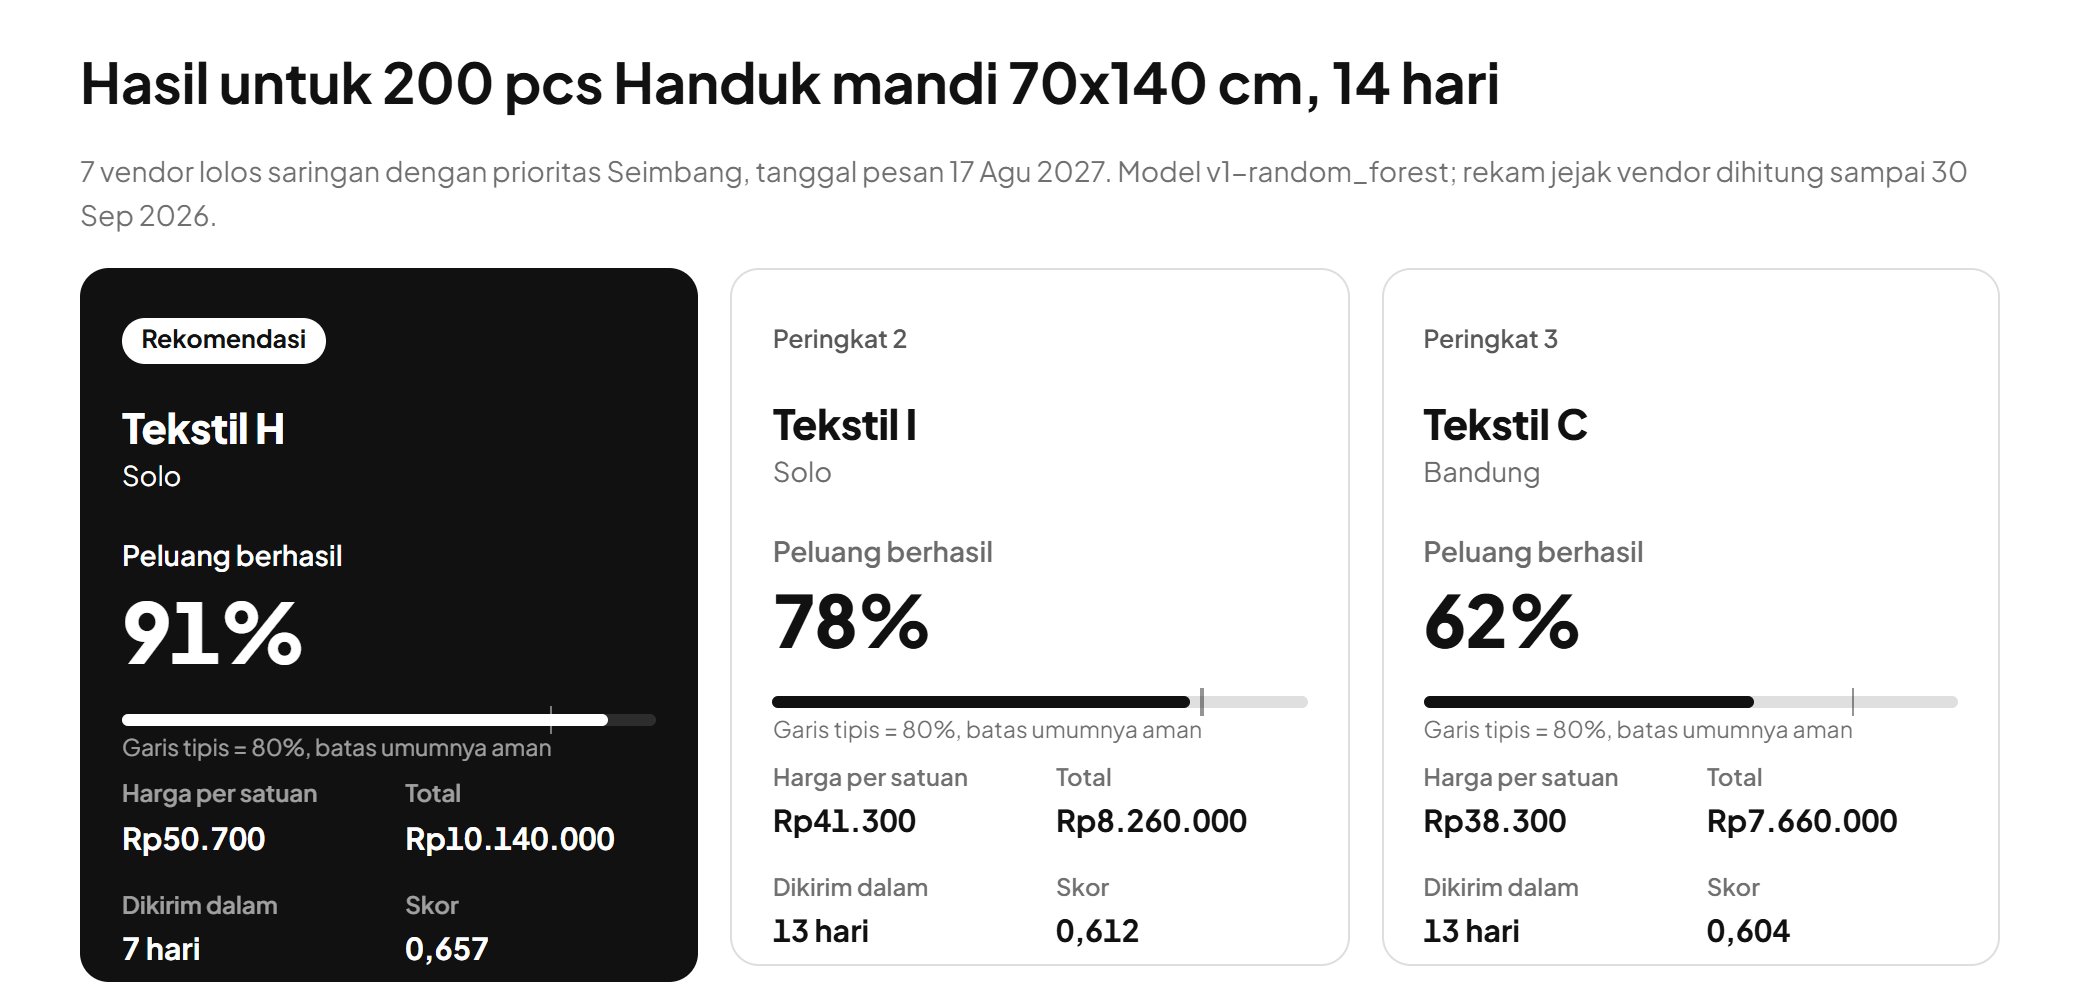 Hasil untuk 200 pcs Handuk mandi 70x140 cm, 14 hari
7 vendor lolos saringan dengan prioritas Seimbang, tanggal pesan 17 Agu 2027. Model v1-random_forest; rekam jejak vendor dihitung sampai 30
Sep 2026.
Rekomendasi
Tekstil H
Solo
Peluang berhasil
91%
Garis tipis = 80%, batas umumnya aman
Harga per satuan
Total
Rp50.700
Rp10.140.000
Dikirim dalam
Skor
7 hari
0,657
Peringkat 2
Tekstil I
Solo
Peluang berhasil
78%
Garis tipis = 80%, batas umumnya aman
Harga per satuan
Total
Rp41.300
Rp8.260.000
Dikirim dalam
Skor
13 hari
0,612
Peringkat 3
Tekstil C
Bandung
Peluang berhasil
62%
Garis tipis = 80%, batas umumnya aman
Harga per satuan
Total
Rp38.300
Rp7.660.000
Dikirim dalam
Skor
13 hari
0,604